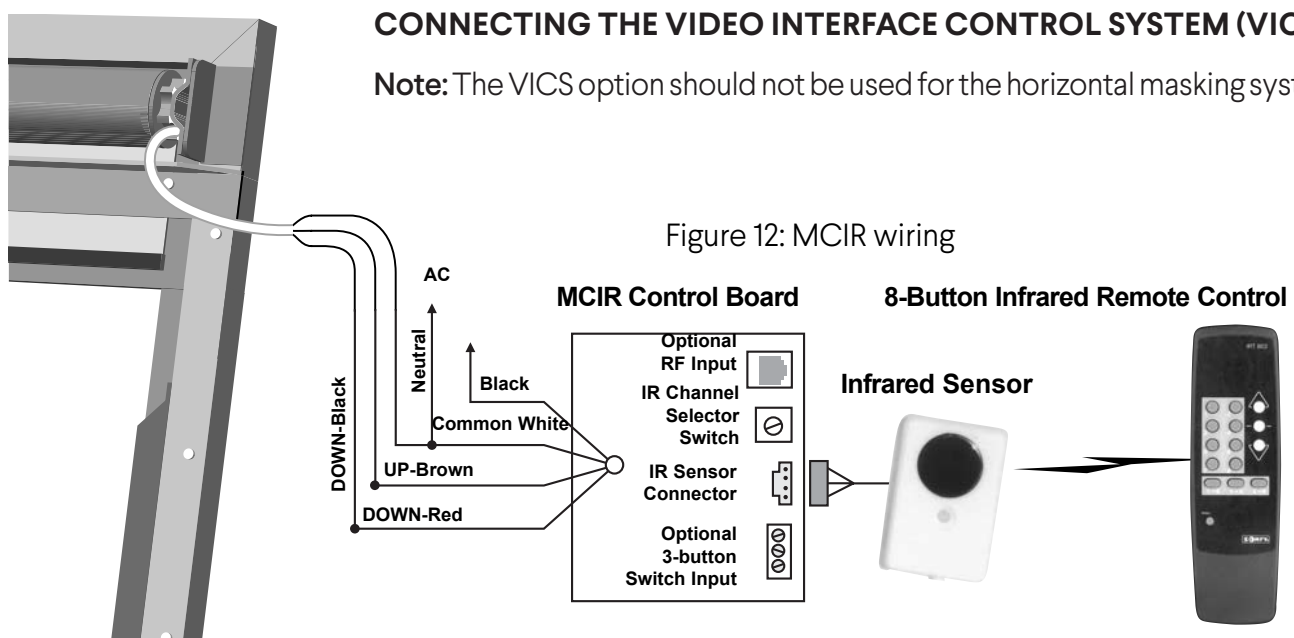 CONNECTING THE VIDEO INTERFACE CONTROL SYSTEM (VIC
Note: The VICS option should not be used for the horizontal masking syst
Figure 12: MCIR wiring
AC
MCIR Control Board
8-Button Infrared Remote Control
Neutral
Black
Common White
DOWN-Black
UP-Brown
DOWN-Red
Optional
RF Input
IR Channel
Selector
Switch
IR Sensor
Connector
Optional
3-button
Switch Input
Infrared Sensor